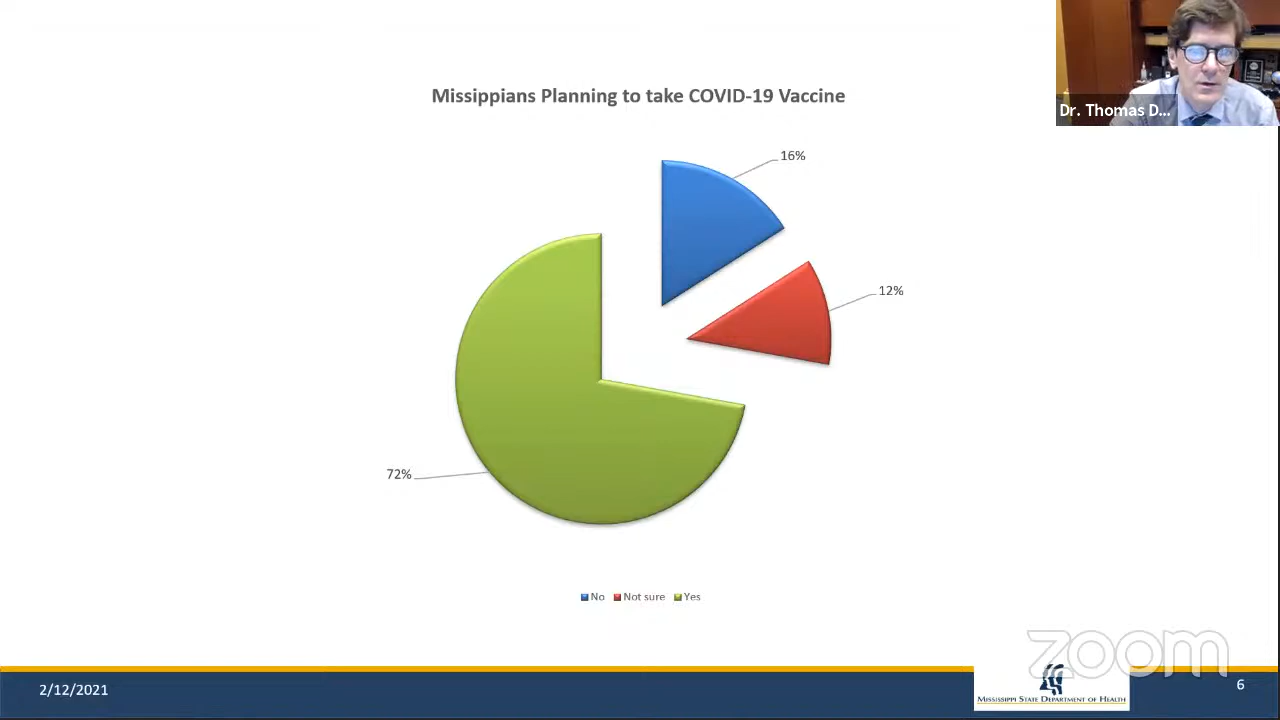 Dr. Thomas D...
Missippians Planning to take COVID-19 Vaccine
16%
12%
72%
No Not sure Yes
zoom
2/12/2021
MISSISSIPPI STATE DEPARTMENT OF HEALTH
6